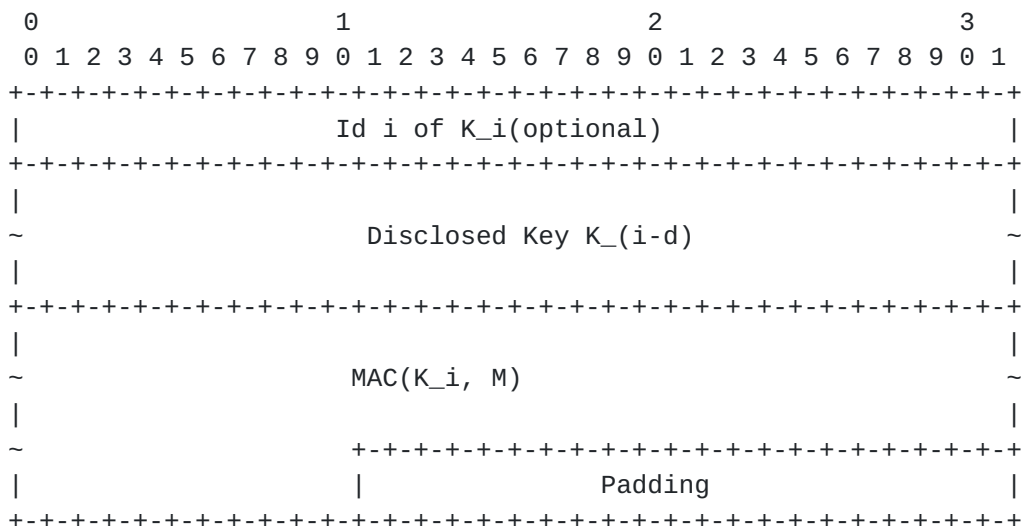 0                   1                   2                   3
 0 1 2 3 4 5 6 7 8 9 0 1 2 3 4 5 6 7 8 9 0 1 2 3 4 5 6 7 8 9 0 1
+-+-+-+-+-+-+-+-+-+-+-+-+-+-+-+-+-+-+-+-+-+-+-+-+-+-+-+-+-+-+-+-+
|                    Id i of K_i(optional)                      |
+-+-+-+-+-+-+-+-+-+-+-+-+-+-+-+-+-+-+-+-+-+-+-+-+-+-+-+-+-+-+-+-+
|                                                               |
~                      Disclosed Key K_(i-d)                    ~
|                                                               |
+-+-+-+-+-+-+-+-+-+-+-+-+-+-+-+-+-+-+-+-+-+-+-+-+-+-+-+-+-+-+-+-+
|                                                               |
~                     MAC(K_i, M)                               ~
|                                                               |
~                     +-+-+-+-+-+-+-+-+-+-+-+-+-+-+-+-+-+-+-+-+-+
|                     |               Padding                   |
+-+-+-+-+-+-+-+-+-+-+-+-+-+-+-+-+-+-+-+-+-+-+-+-+-+-+-+-+-+-+-+-+